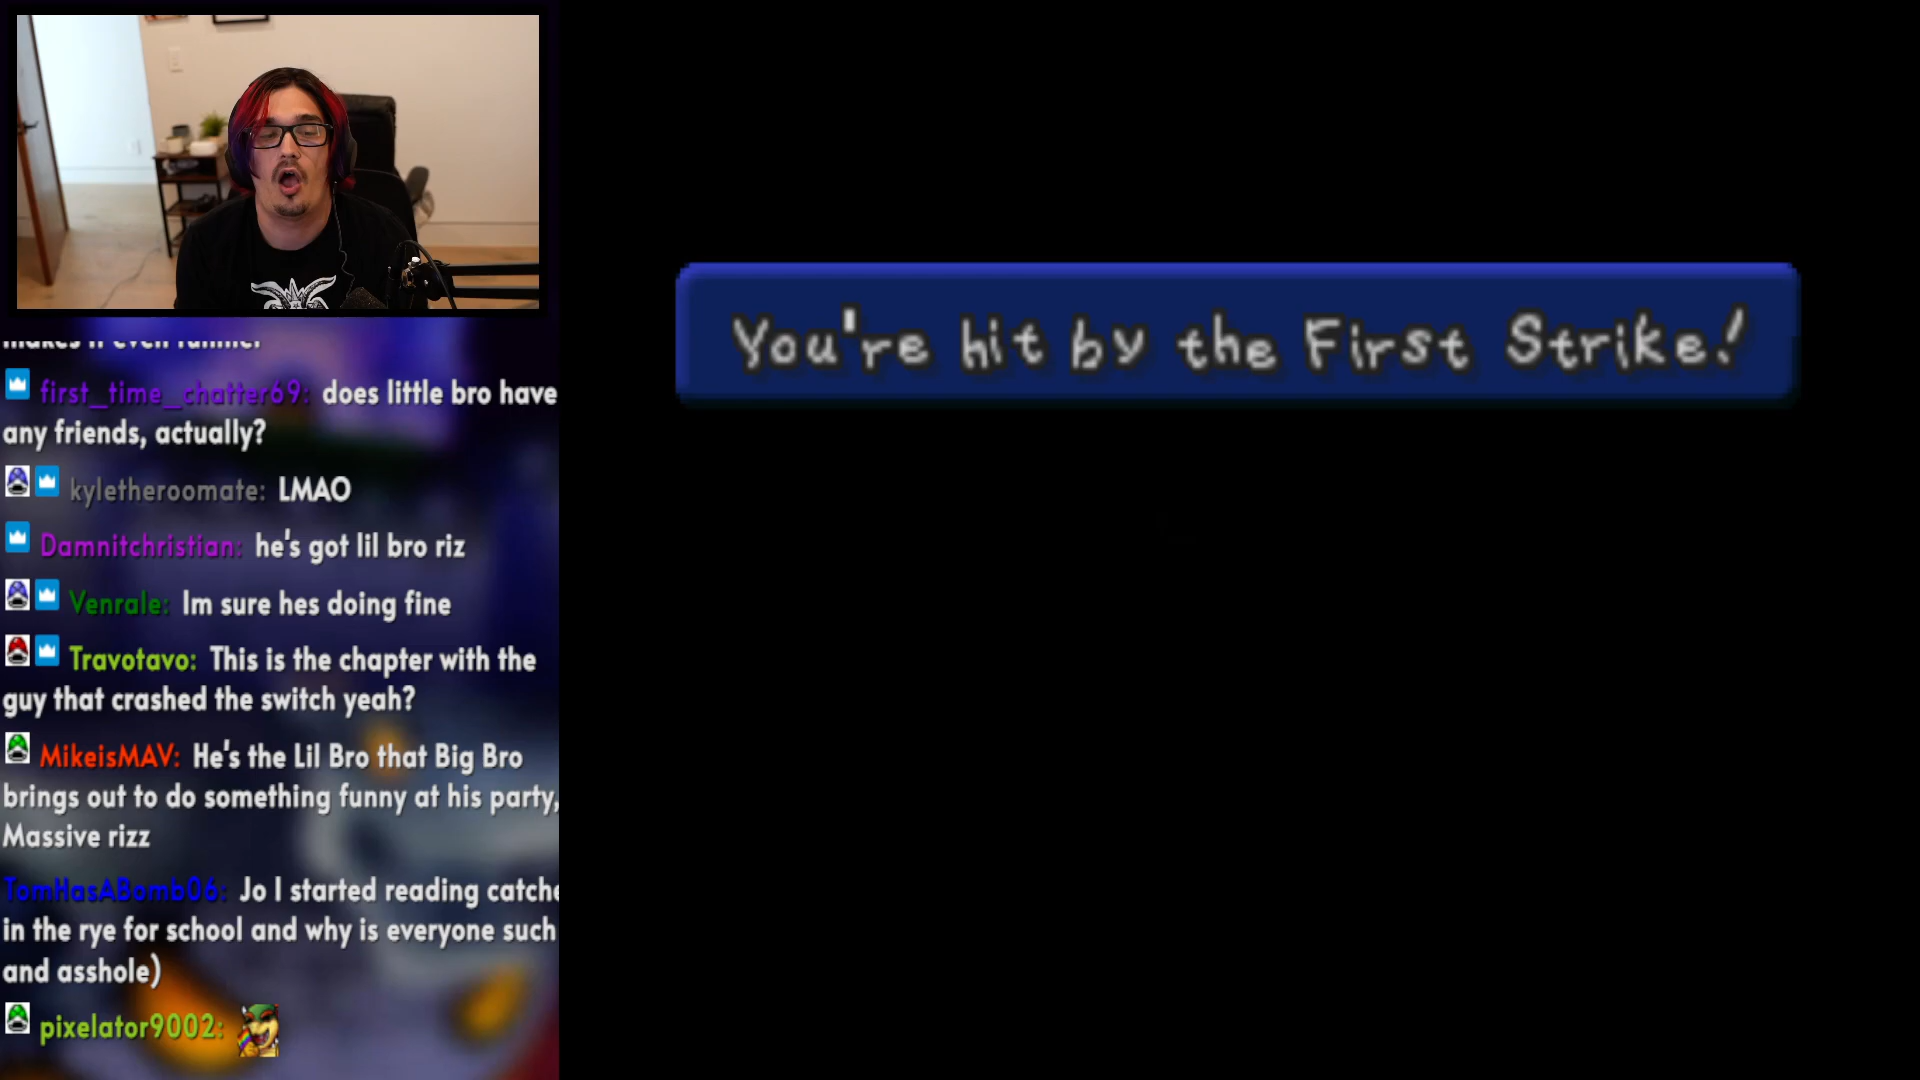 You're hit by the First Strike!
first_time_chatter69: does little bro have
any friends, actually?
kyletheroomate: LMAO
Damnitchristian: he's got lil bro riz
Venrale: Im sure hes doing fine
Travotavo: This is the chapter with the
guy that crashed the switch yeah?
MikeisMAV: He's the Lil Bro that Big Bro
brings out to do something funny at his party,
Massive rizz
TomHasABomb06: Jo I started reading catche
in the rye for school and why is everyone such
and asshole)
pixelator9002: